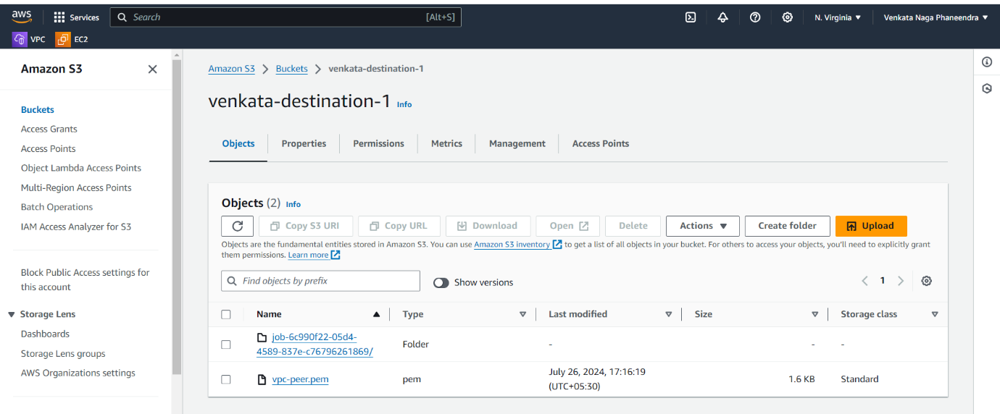 aws
Services
Search
[Alt+S]
N. Virginia
Venkata Naga Phaneendra
VPC
EC2
Amazon S3
Buckets
Access Grants
Access Points
Object Lambda Access Points
Multi-Region Access Points
Batch Operations
IAM Access Analyzer for S3
Block Public Access settings for
this account
Storage Lens
Dashboards
Storage Lens groups
AWS Organizations settings
Amazon S3 > Buckets > venkata-destination-1
venkata-destination-1 Info
Objects
Properties
Permissions
Metrics
Management
Access Points
Objects (2) Info
Copy S3 URI
Copy URL
Download
Open
Delete
Actions
Create folder
Upload
Objects are the fundamental entities stored in Amazon S3. You can use Amazon S3 inventory to get a list of all objects in your bucket. For others to access your objects, you'll need to explicitly grant
them permissions. Learn more
Find objects by prefix
Show versions
1
Name
Type
Last modified
Size
Storage class
job-6c990f22-05d4-
4589-837e-c76796261869/
Folder
-
-
-
vpc-peer.pem
pem
July 26, 2024, 17:16:19
(UTC+05:30)
1.6 KB
Standard